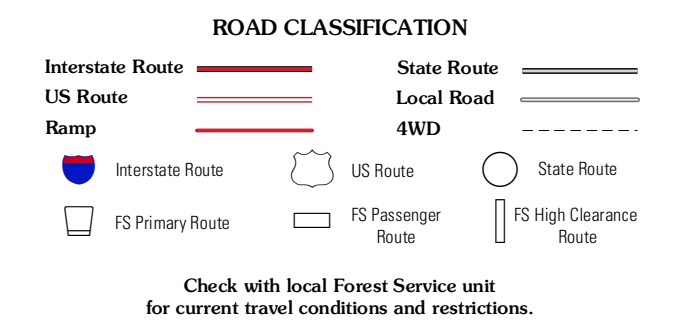 ROAD CLASSIFICATION
Interstate Route
State Route
US Route
Local Road
Ramp
4WD
Interstate Route
US Route
State Route
FS Primary Route
FS Passenger
Route
FS High Clearance
Route
Check with local Forest Service unit
for current travel conditions and restrictions.